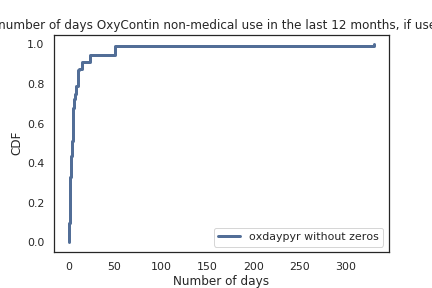 number of days OxyContin non-medical use in the last 12 months, if use
1.0
0.8
0.6
0.4
0.2
0.0
CDF
oxdaypyr without zeros
0 50 100 150 200 250 300
Number of days